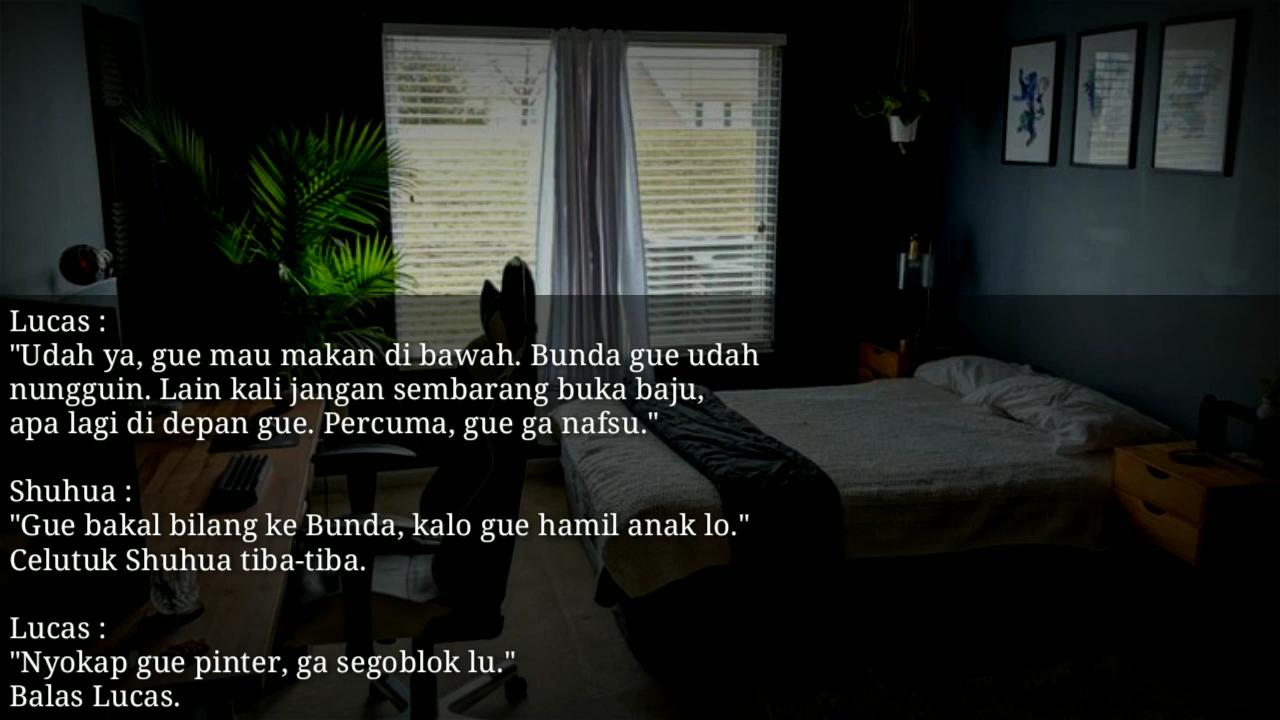 Lucas :
"Udah ya, gue mau makan di bawah. Bunda gue udah
nungguin. Lain kali jangan sembarang buka baju,
apa lagi di depan gue. Percuma, gue ga nafsu."
Shuhua :
"Gue bakal bilang ke Bunda, kalo gue hamil anak lo."
Celutuk Shuhua tiba-tiba.
Lucas :
"Nyokap gue pinter, ga segoblok lu."
Balas Lucas.